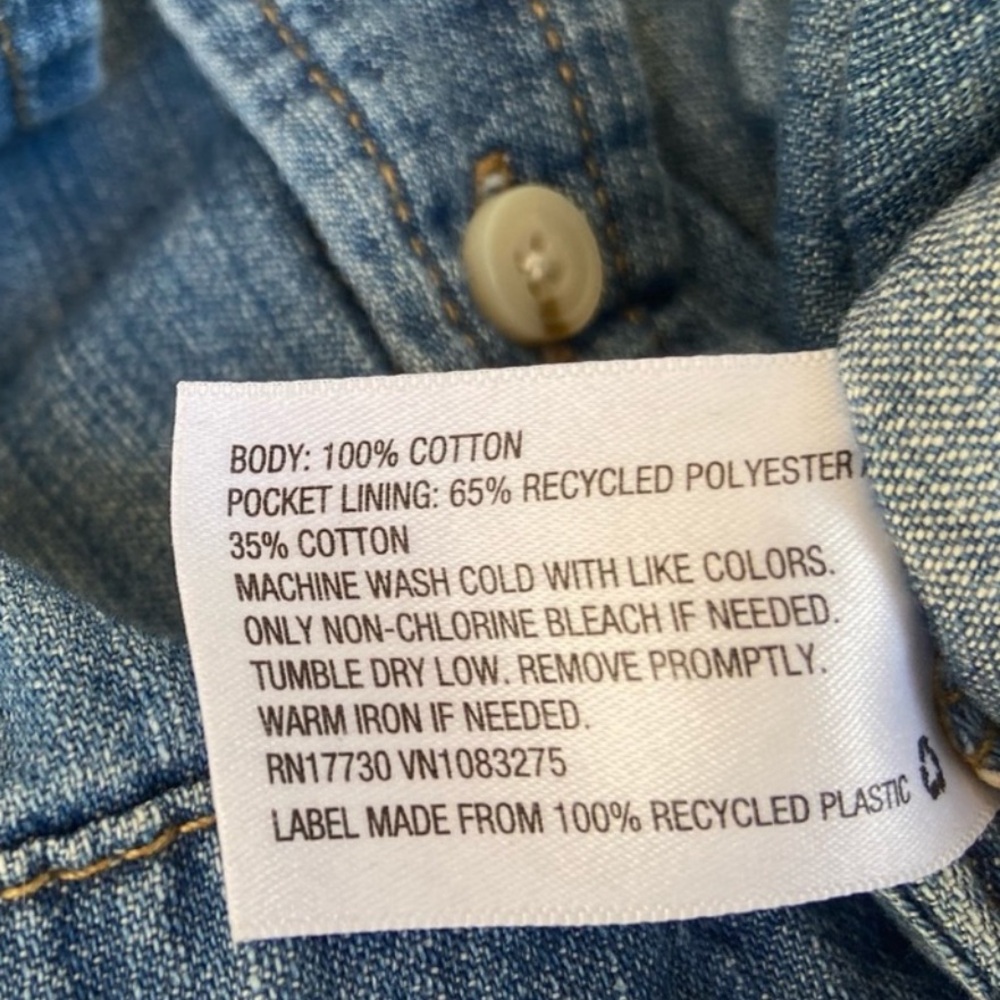 BODY: 100% COTTON
POCKET LINING: 65% RECYCLED POLYESTER
35% COTTON
MACHINE WASH COLD WITH LIKE COLORS.
ONLY NON-CHLORINE BLEACH IF NEEDED.
TUMBLE DRY LOW. REMOVE PROMPTLY.
WARM IRON IF NEEDED.
RN17730 VN1083275
LABEL MADE FROM 100% RECYCLED PLASTIC